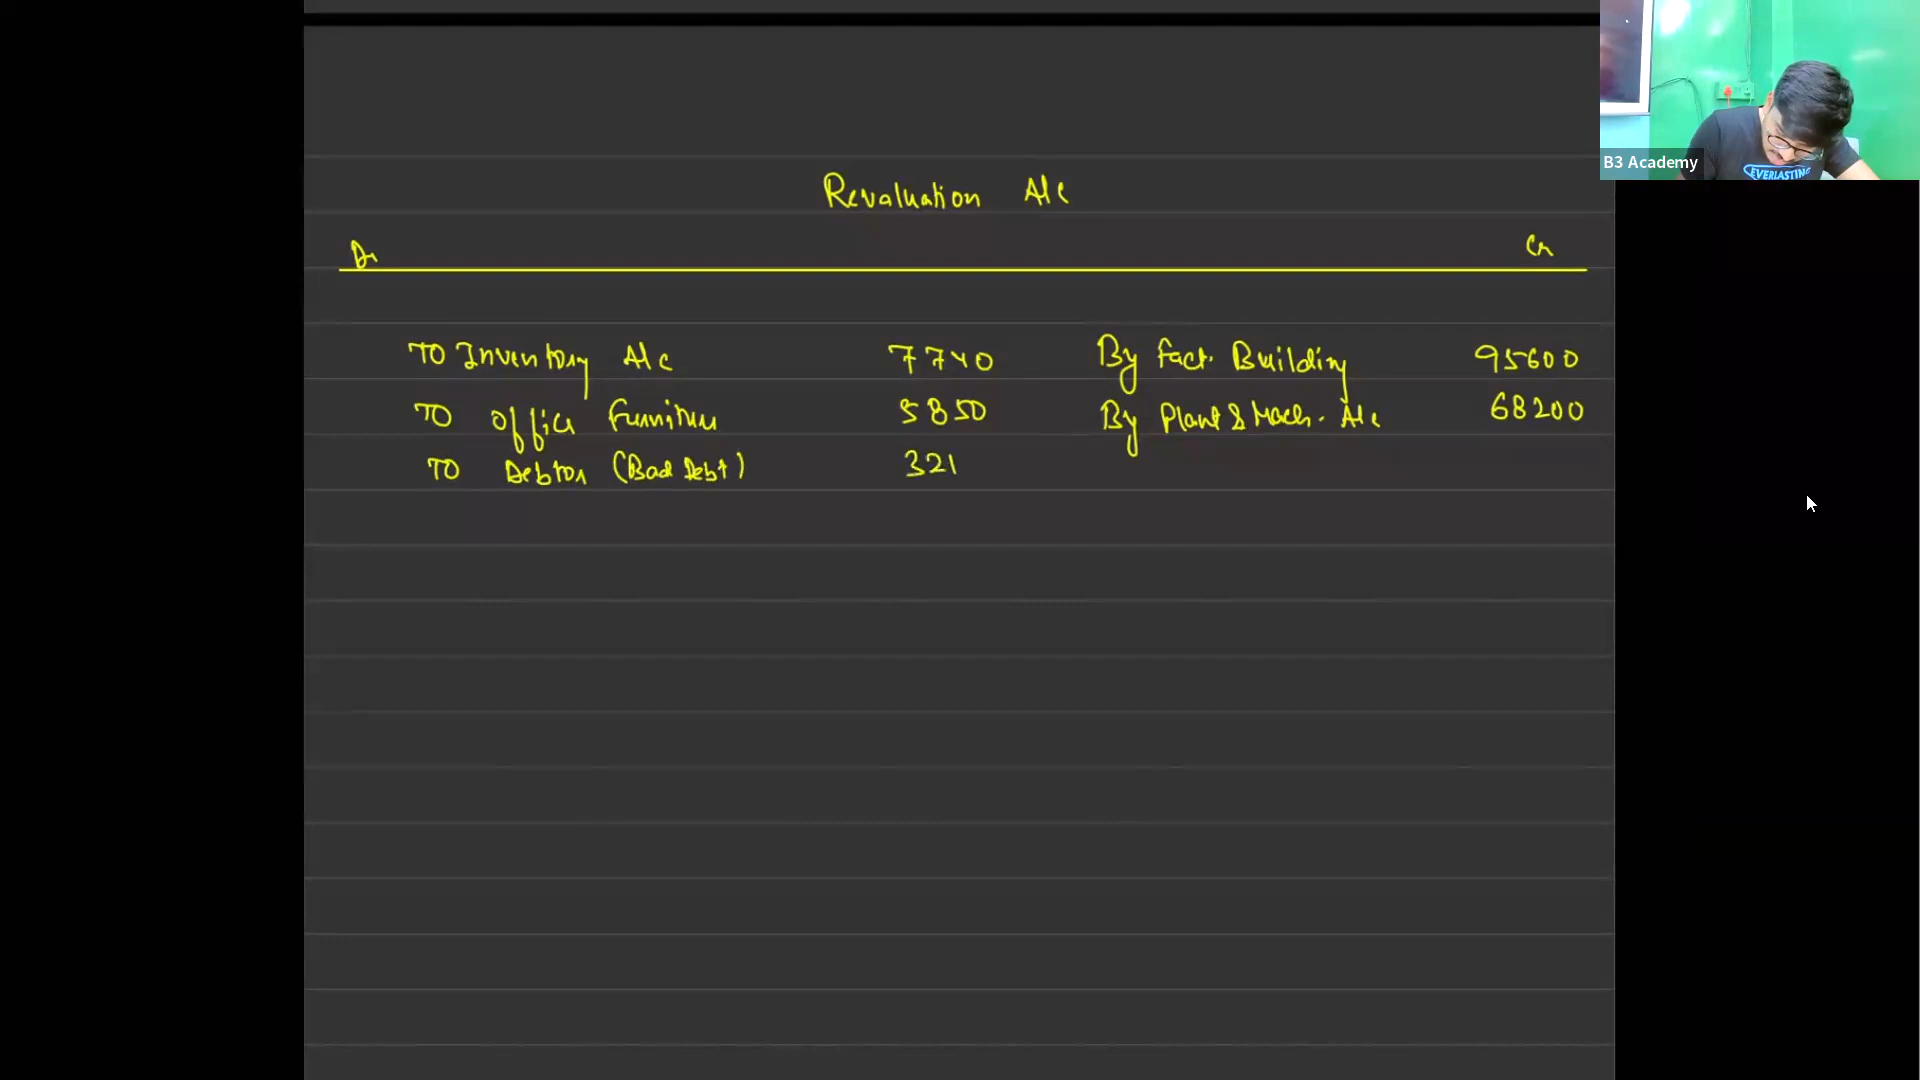 Revaluation A/c
Dr Cr
To Inventory A/c 7740 By Fact. Building 95600
To Office Furniture 5850 By Plant & Mach. A/c 68200
To Debtor (Bad Debt) 321
B3 Academy
EVERLASTING